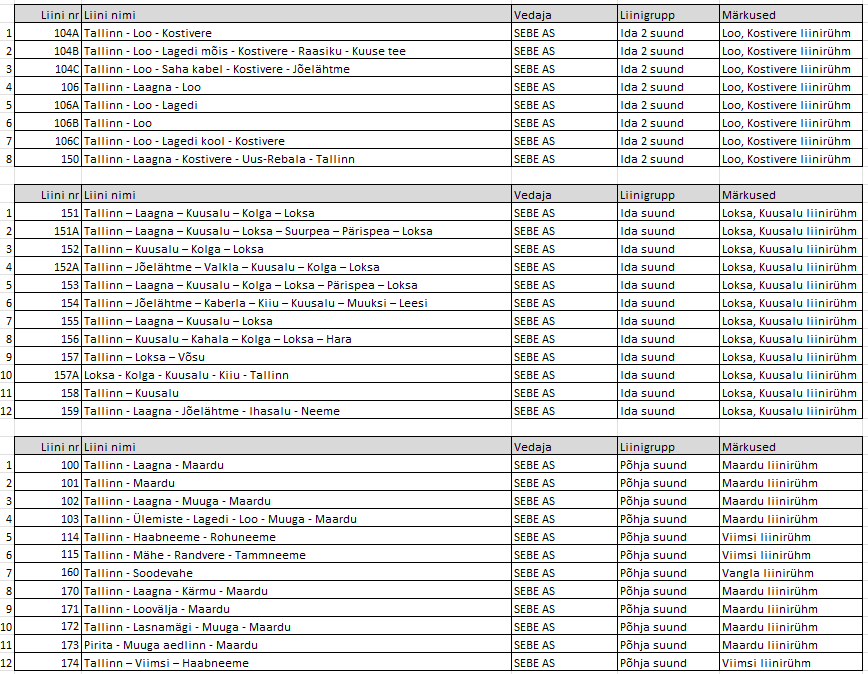 Liini nr Liini nimi Vedaja Liinigrupp Märkused
1 104A Tallinn - Loo - Kostivere SEBE AS Ida 2 suund Loo, Kostivere liinirühm
2 104B Tallinn - Loo - Lagedi mõis - Kostivere - Raasiku - Kuuse tee SEBE AS Ida 2 suund Loo, Kostivere liinirühm
3 104C Tallinn - Loo - Saha kabel - Kostivere - Jõelähtme SEBE AS Ida 2 suund Loo, Kostivere liinirühm
4 106 Tallinn - Laagna - Loo SEBE AS Ida 2 suund Loo, Kostivere liinirühm
5 106A Tallinn - Loo - Lagedi SEBE AS Ida 2 suund Loo, Kostivere liinirühm
6 106B Tallinn - Loo SEBE AS Ida 2 suund Loo, Kostivere liinirühm
7 106C Tallinn - Loo - Lagedi kool - Kostivere SEBE AS Ida 2 suund Loo, Kostivere liinirühm
8 150 Tallinn - Laagna - Kostivere - Uus-Rebala - Tallinn SEBE AS Ida 2 suund Loo, Kostivere liinirühm
Liini nr Liini nimi Vedaja Liinigrupp Märkused
1 151 Tallinn – Laagna – Kuusalu – Kolga – Loksa SEBE AS Ida suund Loksa, Kuusalu liinirühm
2 151A Tallinn – Laagna – Kuusalu – Loksa – Suurpea – Pärispea – Loksa SEBE AS Ida suund Loksa, Kuusalu liinirühm
3 152 Tallinn – Kuusalu – Kolga – Loksa SEBE AS Ida suund Loksa, Kuusalu liinirühm
4 152A Tallinn – Jõelähtme – Valkla – Kuusalu – Kolga – Loksa SEBE AS Ida suund Loksa, Kuusalu liinirühm
5 153 Tallinn – Laagna – Kuusalu – Kolga – Loksa – Pärispea – Loksa SEBE AS Ida suund Loksa, Kuusalu liinirühm
6 154 Tallinn – Jõelähtme – Kaberla – Kiiu – Kuusalu – Muuksi – Leesi SEBE AS Ida suund Loksa, Kuusalu liinirühm
7 155 Tallinn – Laagna – Kuusalu – Loksa SEBE AS Ida suund Loksa, Kuusalu liinirühm
8 156 Tallinn – Kuusalu – Kahala – Kolga – Loksa – Hara SEBE AS Ida suund Loksa, Kuusalu liinirühm
9 157 Tallinn – Loksa – Võsu SEBE AS Ida suund Loksa, Kuusalu liinirühm
10 157A Loksa - Kolga - Kuusalu - Kiiu - Tallinn SEBE AS Ida suund Loksa, Kuusalu liinirühm
11 158 Tallinn – Kuusalu SEBE AS Ida suund Loksa, Kuusalu liinirühm
12 159 Tallinn - Laagna - Jõelähtme - Ihasalu - Neeme SEBE AS Ida suund Loksa, Kuusalu liinirühm
Liini nr Liini nimi Vedaja Liinigrupp Märkused
1 100 Tallinn - Laagna - Maardu SEBE AS Põhja suund Maardu liinirühm
2 101 Tallinn - Maardu SEBE AS Põhja suund Maardu liinirühm
3 102 Tallinn - Laagna - Muuga - Maardu SEBE AS Põhja suund Maardu liinirühm
4 103 Tallinn - Ülemiste - Lagedi - Loo - Muuga - Maardu SEBE AS Põhja suund Maardu liinirühm
5 114 Tallinn - Haabneeme - Rohuneeme SEBE AS Põhja suund Viimsi liinirühm
6 115 Tallinn - Mähe - Randvere - Tammneeme SEBE AS Põhja suund Viimsi liinirühm
7 160 Tallinn - Soodevahe SEBE AS Põhja suund Vangla liinirühm
8 170 Tallinn - Laagna - Kärmu - Maardu SEBE AS Põhja suund Maardu liinirühm
9 171 Tallinn - Loovälja - Maardu SEBE AS Põhja suund Maardu liinirühm
10 172 Tallinn - Lasnamägi - Muuga - Maardu SEBE AS Põhja suund Maardu liinirühm
11 173 Pirita - Muuga aedlinn - Maardu SEBE AS Põhja suund Maardu liinirühm
12 174 Tallinn – Viimsi – Haabneeme SEBE AS Põhja suund Viimsi liinirühm